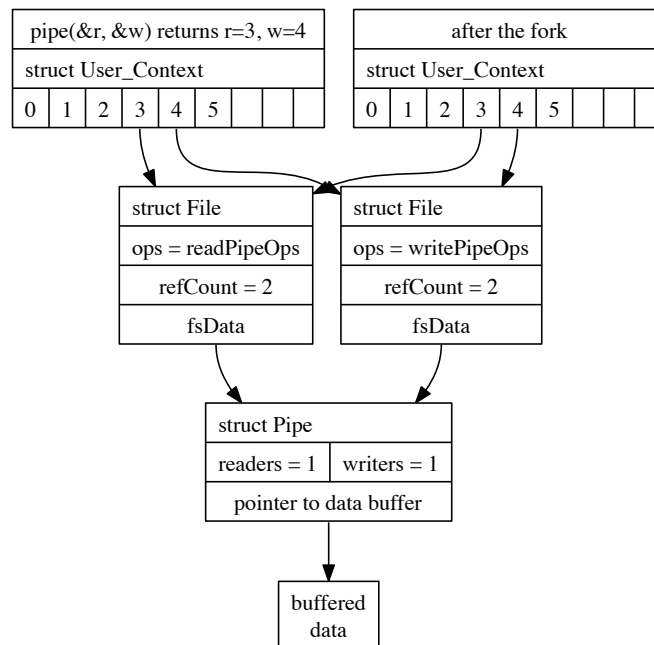 pipe(&r, &w) returns r=3, w=4
struct User_Context
0 1 2 3 4 5
after the fork
struct User_Context
0 1 2 3 4 5
struct File
ops = readPipeOps
refCount = 2
fsData
struct File
ops = writePipeOps
refCount = 2
fsData
struct Pipe
readers = 1 writers = 1
pointer to data buffer
buffered
data